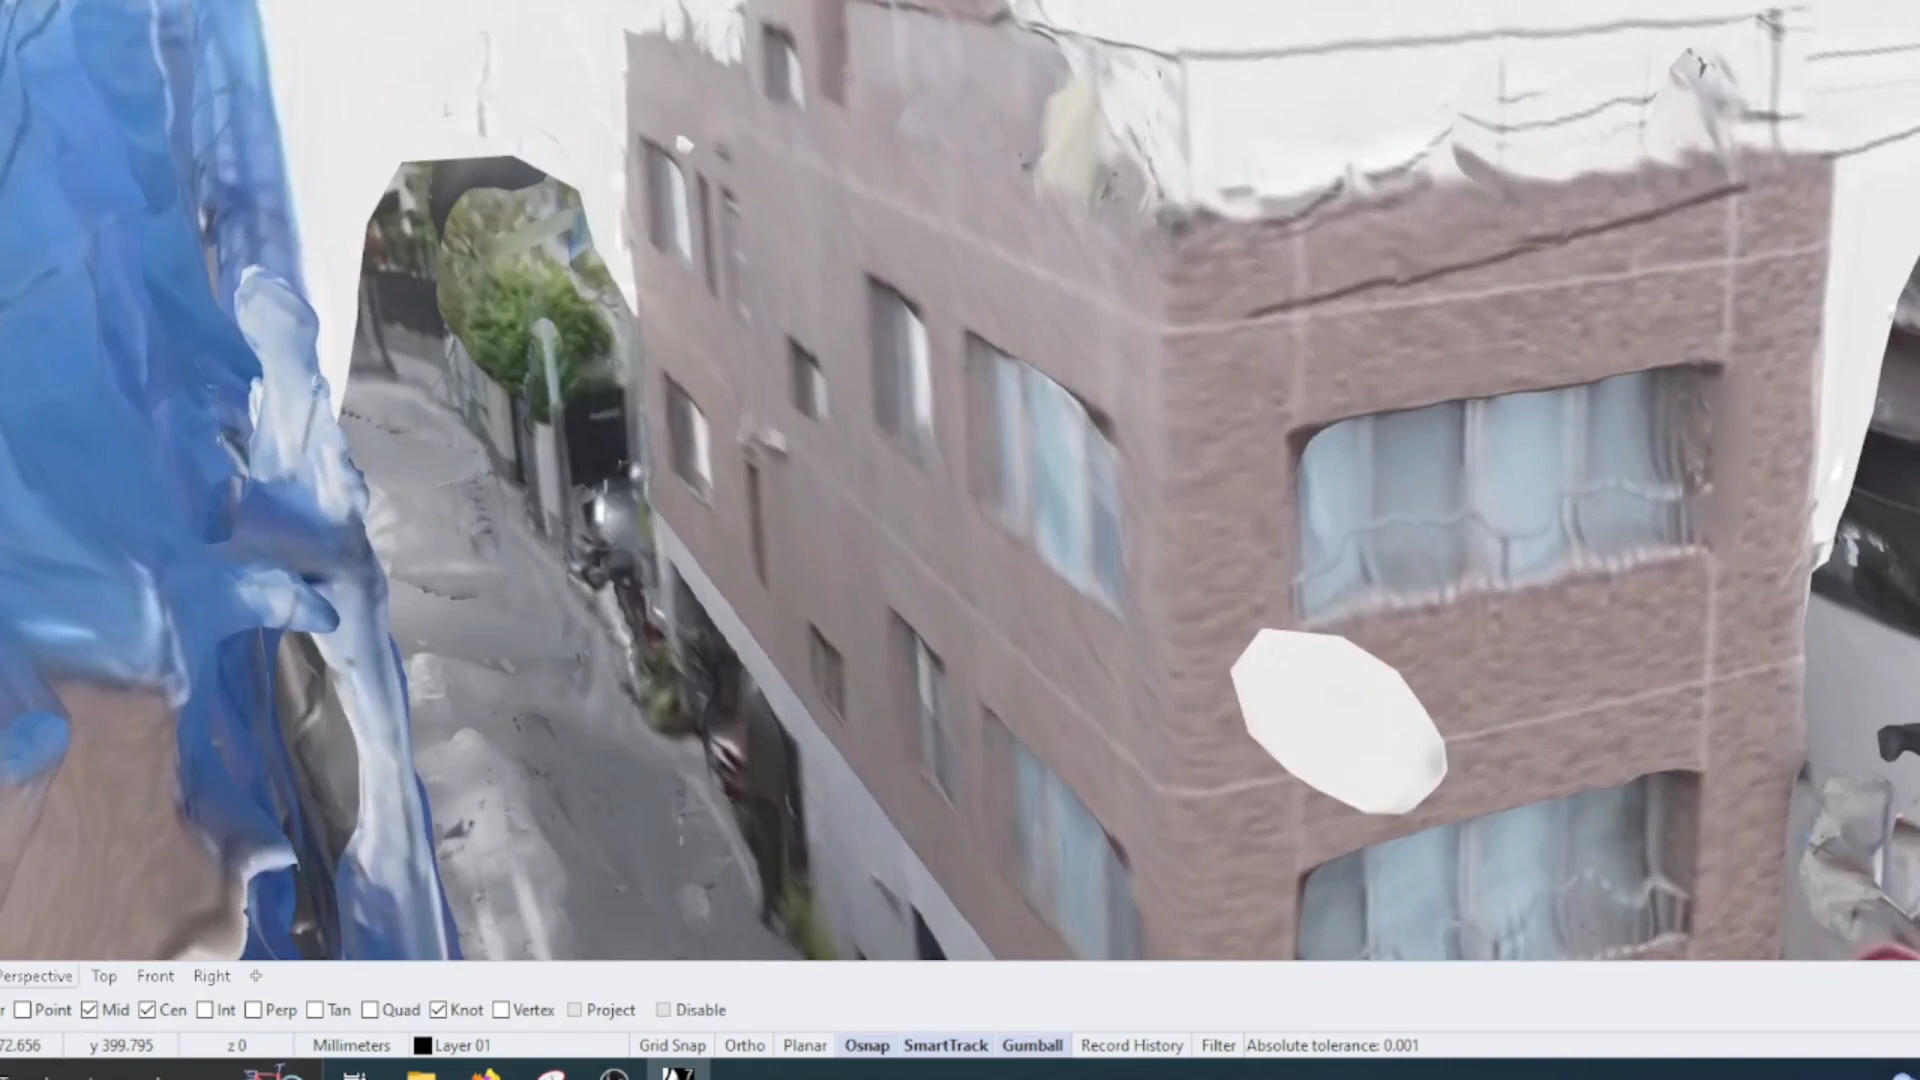 Perspective Top Front Right
Point Mid Cen Int Perp Tan Quad Knot Vertex Project Disable
72.656 y 399.795 z 0 Millimeters Layer 01 Grid Snap Ortho Planar Osnap SmartTrack Gumball Record History Filter Absolute tolerance: 0.001